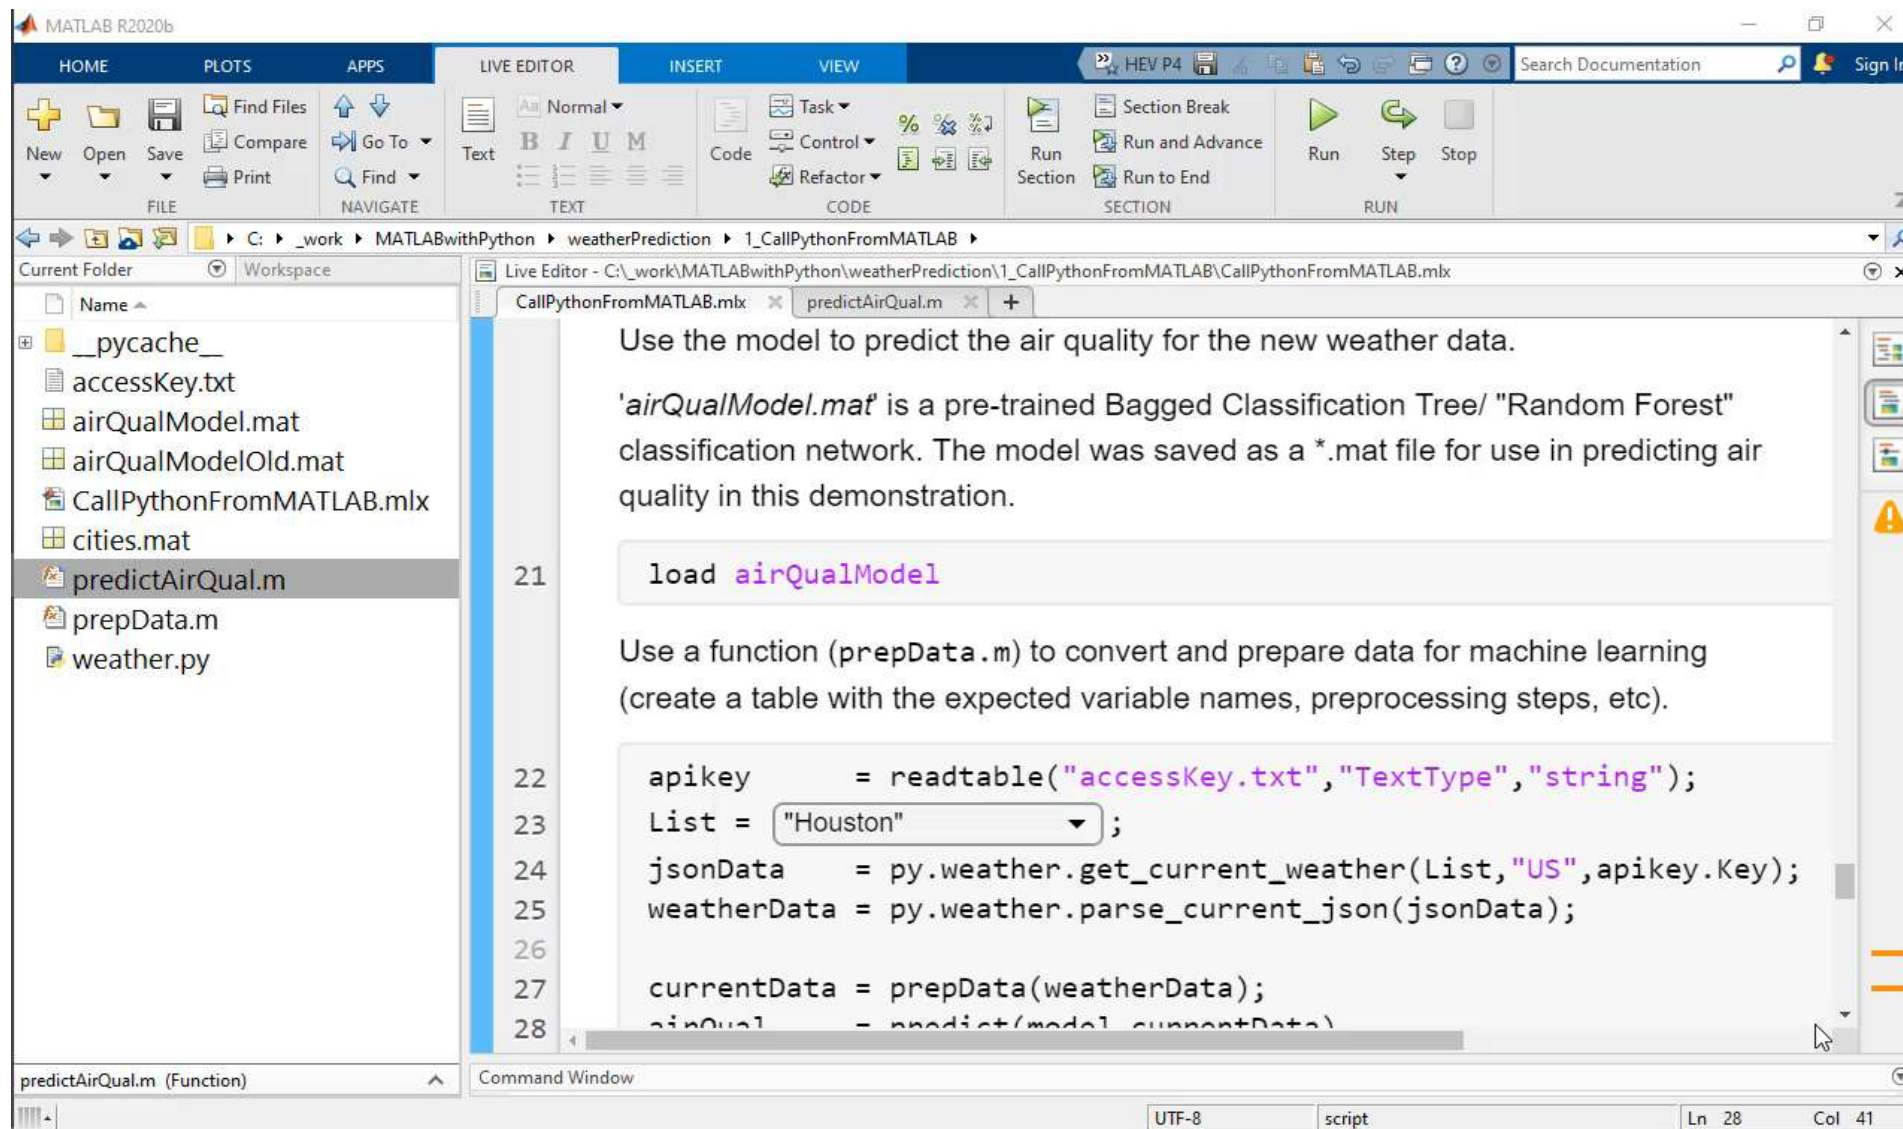 MATLAB R2020b
HOME PLOTS APPS LIVE EDITOR INSERT VIEW HEV P4 Search Documentation Sign In
New Open Save Find Files Compare Print
FILE
Go To Find
NAVIGATE
Text Normal
B I U M
TEXT
Code Task Control Refactor
CODE
Run Section Section Break Run and Advance Run to End
SECTION
Run Step Stop
RUN
C: ▸ _work ▸ MATLABwithPython ▸ weatherPrediction ▸ 1_CallPythonFromMATLAB ▸
Current Folder Workspace
Name
__pycache__
accessKey.txt
airQualModel.mat
airQualModelOld.mat
CallPythonFromMATLAB.mlx
cities.mat
predictAirQual.m
prepData.m
weather.py
predictAirQual.m (Function)
Live Editor - C:\_work\MATLABwithPython\weatherPrediction\1_CallPythonFromMATLAB\CallPythonFromMATLAB.mlx
CallPythonFromMATLAB.mlx predictAirQual.m +
Use the model to predict the air quality for the new weather data.
'airQualModel.mat' is a pre-trained Bagged Classification Tree/ "Random Forest"
classification network. The model was saved as a *.mat file for use in predicting air
quality in this demonstration.
21 load airQualModel
Use a function (prepData.m) to convert and prepare data for machine learning
(create a table with the expected variable names, preprocessing steps, etc).
22 apikey = readtable("accessKey.txt","TextType","string");
23 List = "Houston" ;
24 jsonData = py.weather.get_current_weather(List,"US",apikey.Key);
25 weatherData = py.weather.parse_current_json(jsonData);
26
27 currentData = prepData(weatherData);
28 airQual = predict(model,currentData)
Command Window
UTF-8 script Ln 28 Col 41